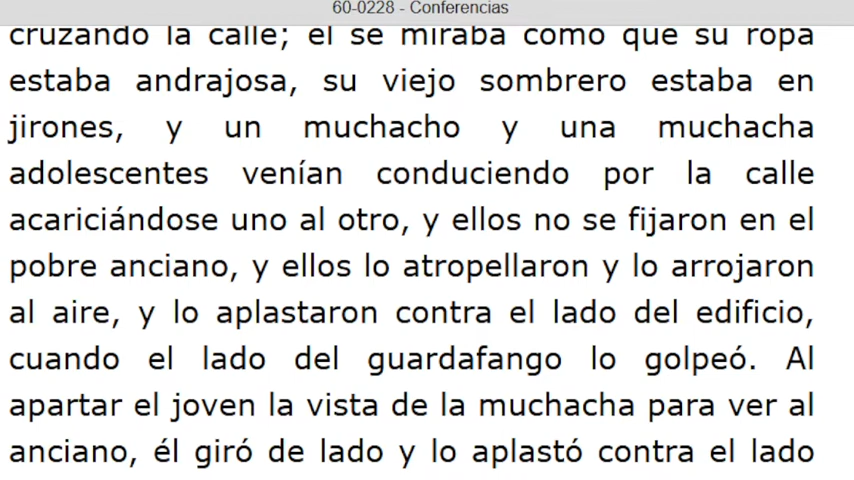 60-0228 - Conferencias
cruzando la calle; él se miraba como que su ropa
estaba andrajosa, su viejo sombrero estaba en
jirones, y un muchacho y una muchacha
adolescentes venían conduciendo por la calle
acariciándose uno al otro, y ellos no se fijaron en el
pobre anciano, y ellos lo atropellaron y lo arrojaron
al aire, y lo aplastaron contra el lado del edificio,
cuando el lado del guardafango lo golpeó. Al
apartar el joven la vista de la muchacha para ver al
anciano, él giró de lado y lo aplastó contra el lado